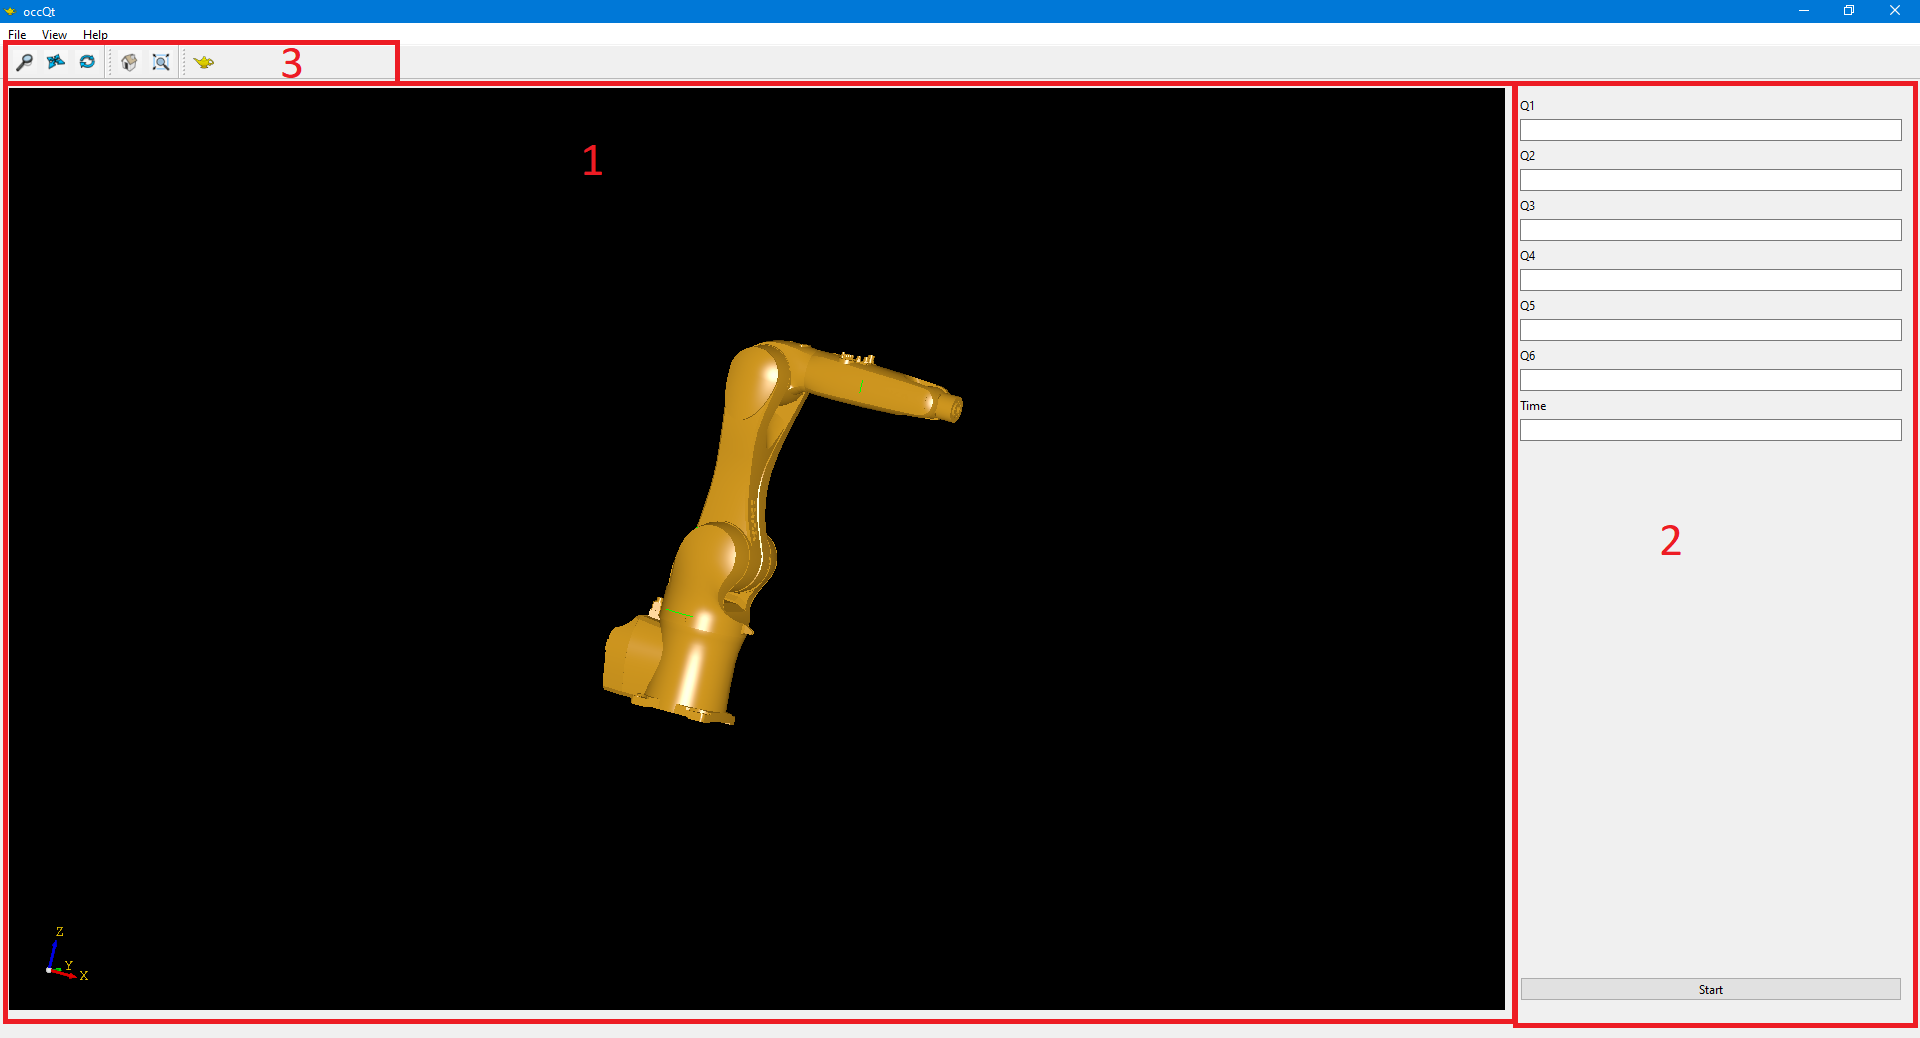 occQt
File View Help
3
1
Q1
Q2
Q3
Q4
Q5
Q6
Time
2
Z
Y
X
Start